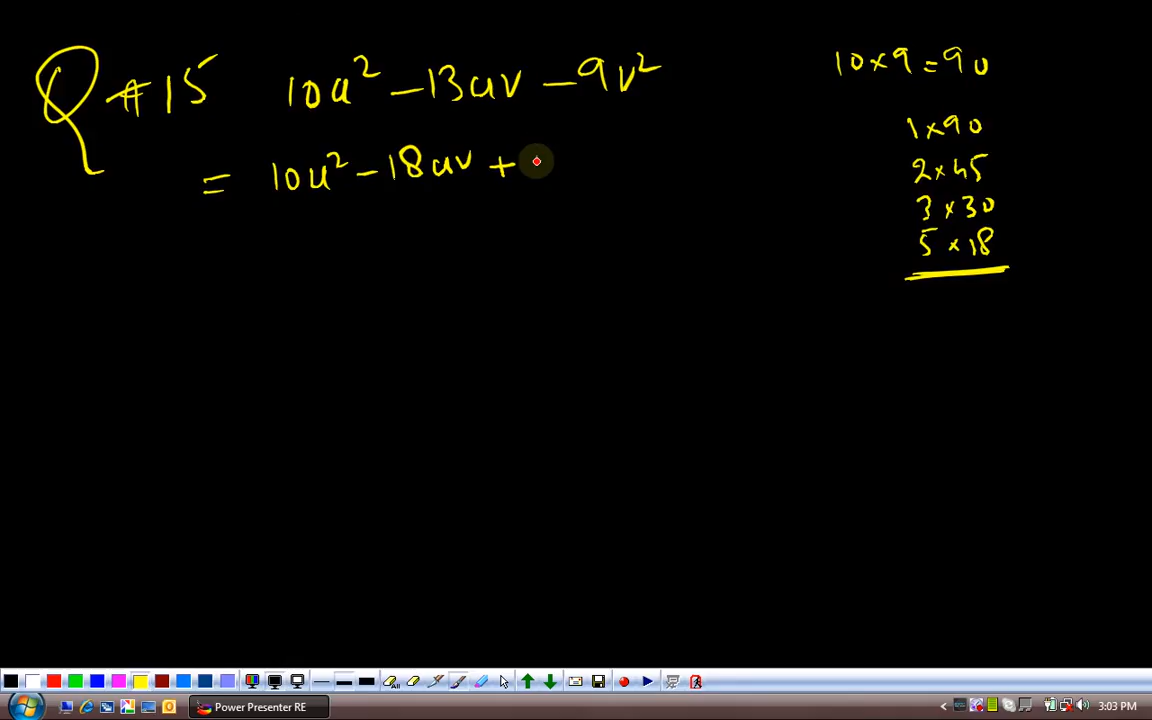 Q #15 10u² - 13uv - 9v²
= 10u² - 18uv +
10×9=90
1×90
2×45
3×30
5×18
Power Presenter RE
3:03 PM